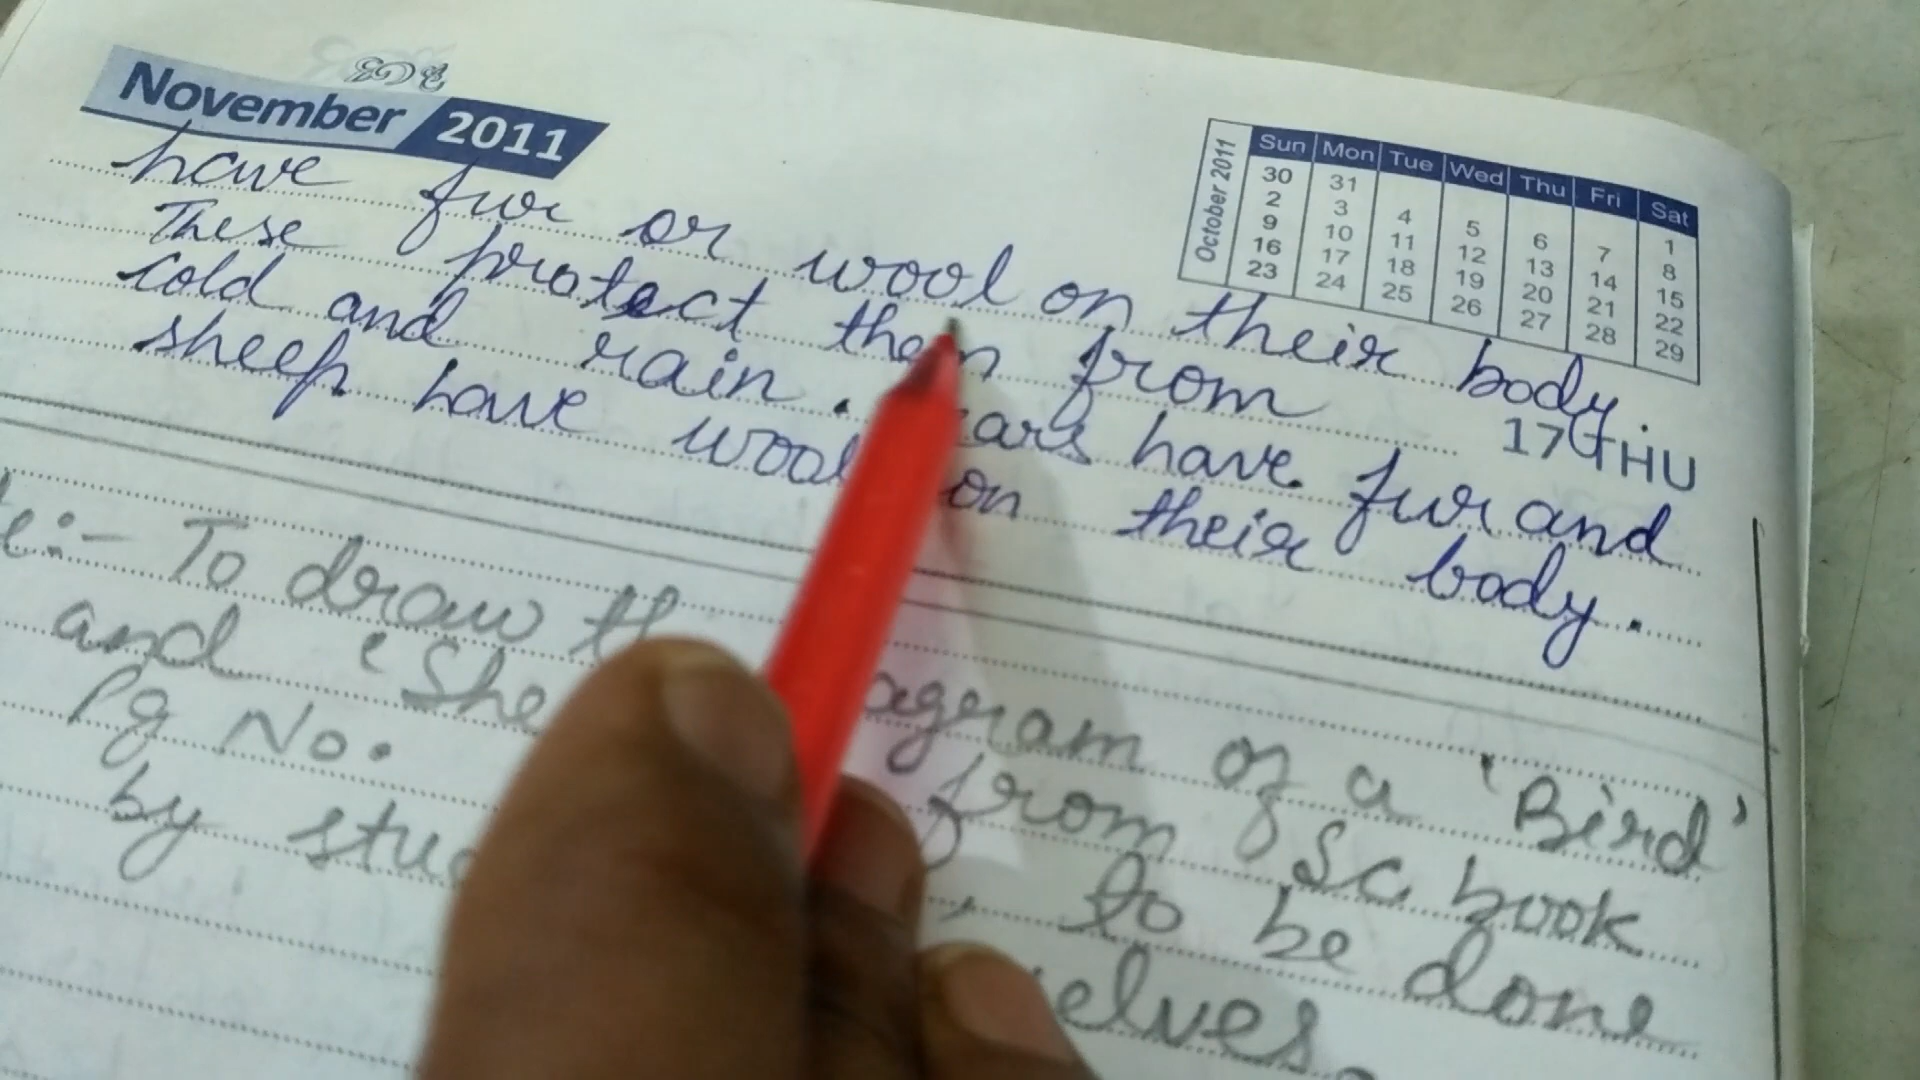 November 2011
October 2011
Sun Mon Tue Wed Thu Fri Sat
30 31 1
2 3 4 5 6 7 8
9 10 11 12 13 14 15
16 17 18 19 20 21 22
23 24 25 26 27 28 29
17 THU
have fur or wool on their body.
These protect them from
cold and rain. have fur and
sheep have wool on their body.
To draw of a 'Bird'
and from Sc. book
Pg No. to be done
by